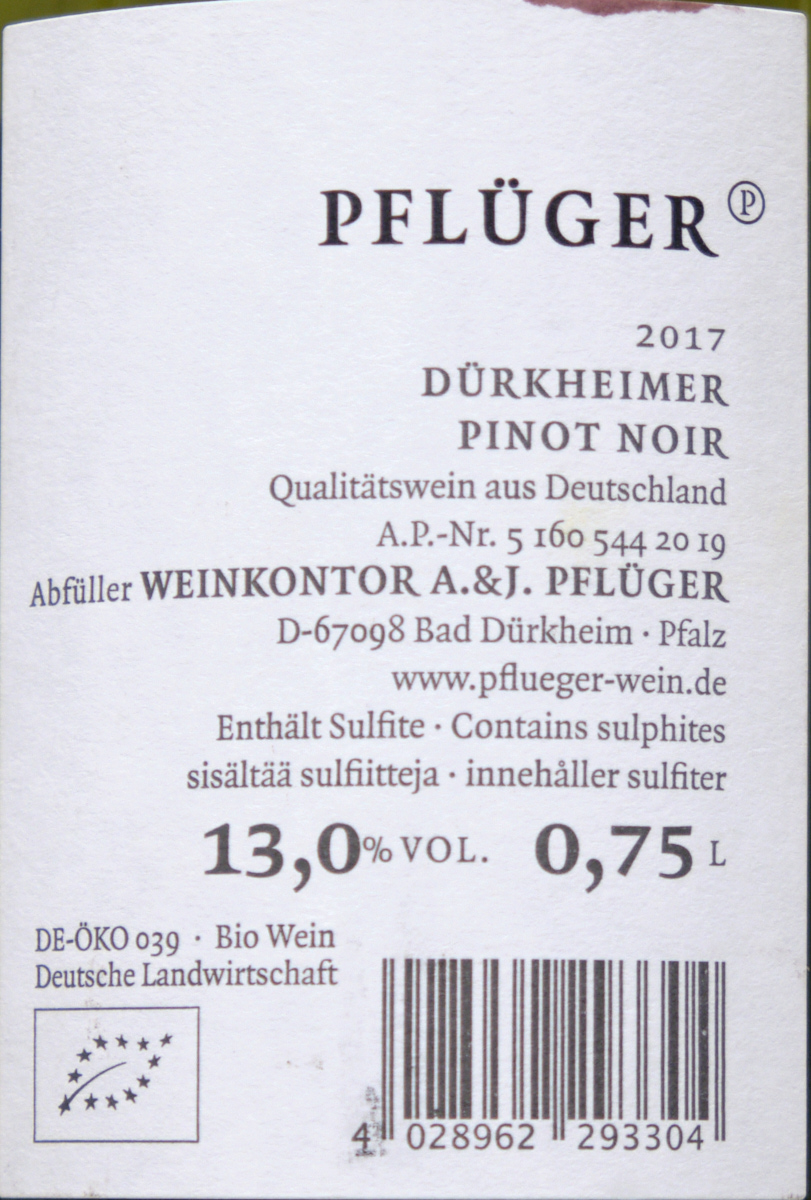 PFLÜGER Ⓟ
2017
DÜRKHEIMER
PINOT NOIR
Qualitätswein aus Deutschland
A.P.-Nr. 5 160 544 20 19
Abfüller WEINKONTOR A.&J. PFLÜGER
D-67098 Bad Dürkheim · Pfalz
www.pflueger-wein.de
Enthält Sulfite · Contains sulphites
sisältää sulfiitteja · innehåller sulfiter
13,0% VOL. 0,75 L
DE-ÖKO 039 · Bio Wein
Deutsche Landwirtschaft
4 028962 293304